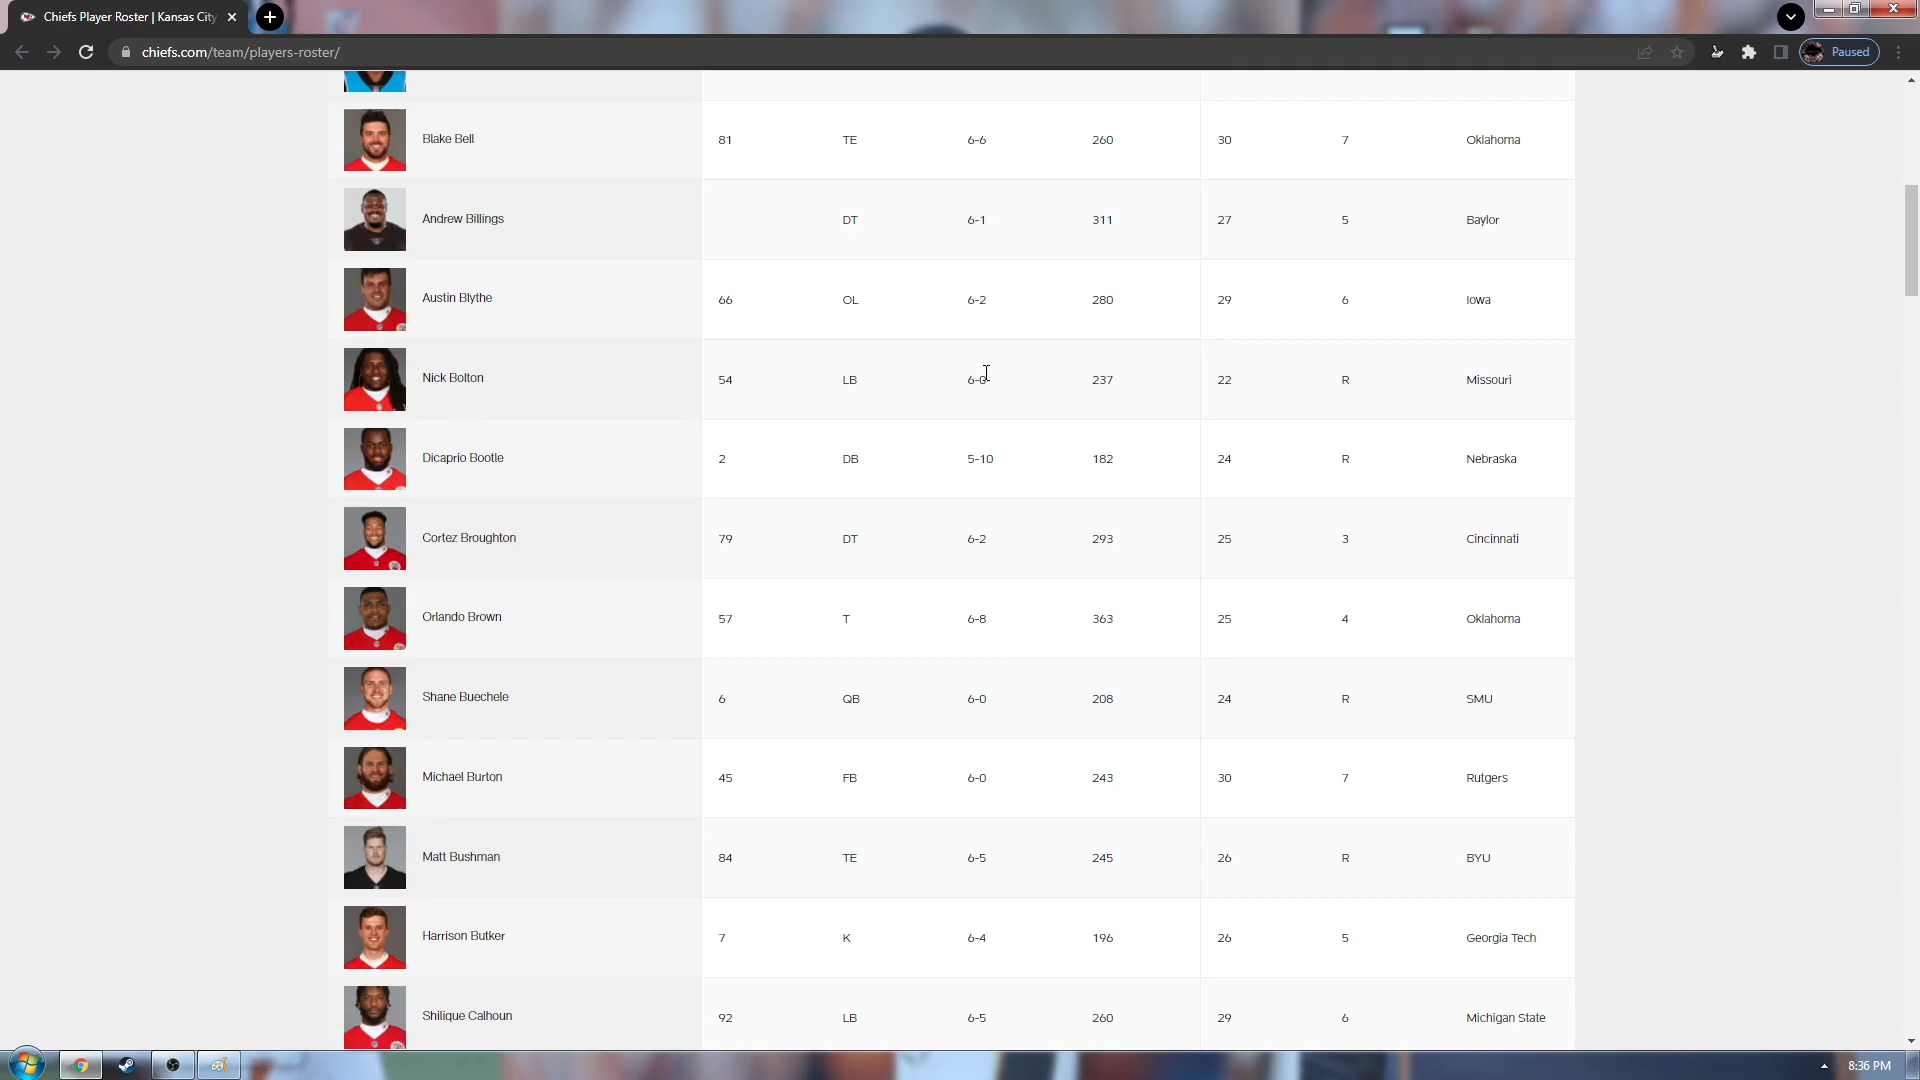 Chiefs Player Roster | Kansas City
chiefs.com/team/players-roster/
Paused
Blake Bell 81 TE 6-6 260 30 7 Oklahoma
Andrew Billings DT 6-1 311 27 5 Baylor
Austin Blythe 66 OL 6-2 280 29 6 Iowa
Nick Bolton 54 LB 6-0 237 22 R Missouri
Dicaprio Bootle 2 DB 5-10 182 24 R Nebraska
Cortez Broughton 79 DT 6-2 293 25 3 Cincinnati
Orlando Brown 57 T 6-8 363 25 4 Oklahoma
Shane Buechele 6 QB 6-0 208 24 R SMU
Michael Burton 45 FB 6-0 243 30 7 Rutgers
Matt Bushman 84 TE 6-5 245 26 R BYU
Harrison Butker 7 K 6-4 196 26 5 Georgia Tech
Shilique Calhoun 92 LB 6-5 260 29 6 Michigan State
8:36 PM